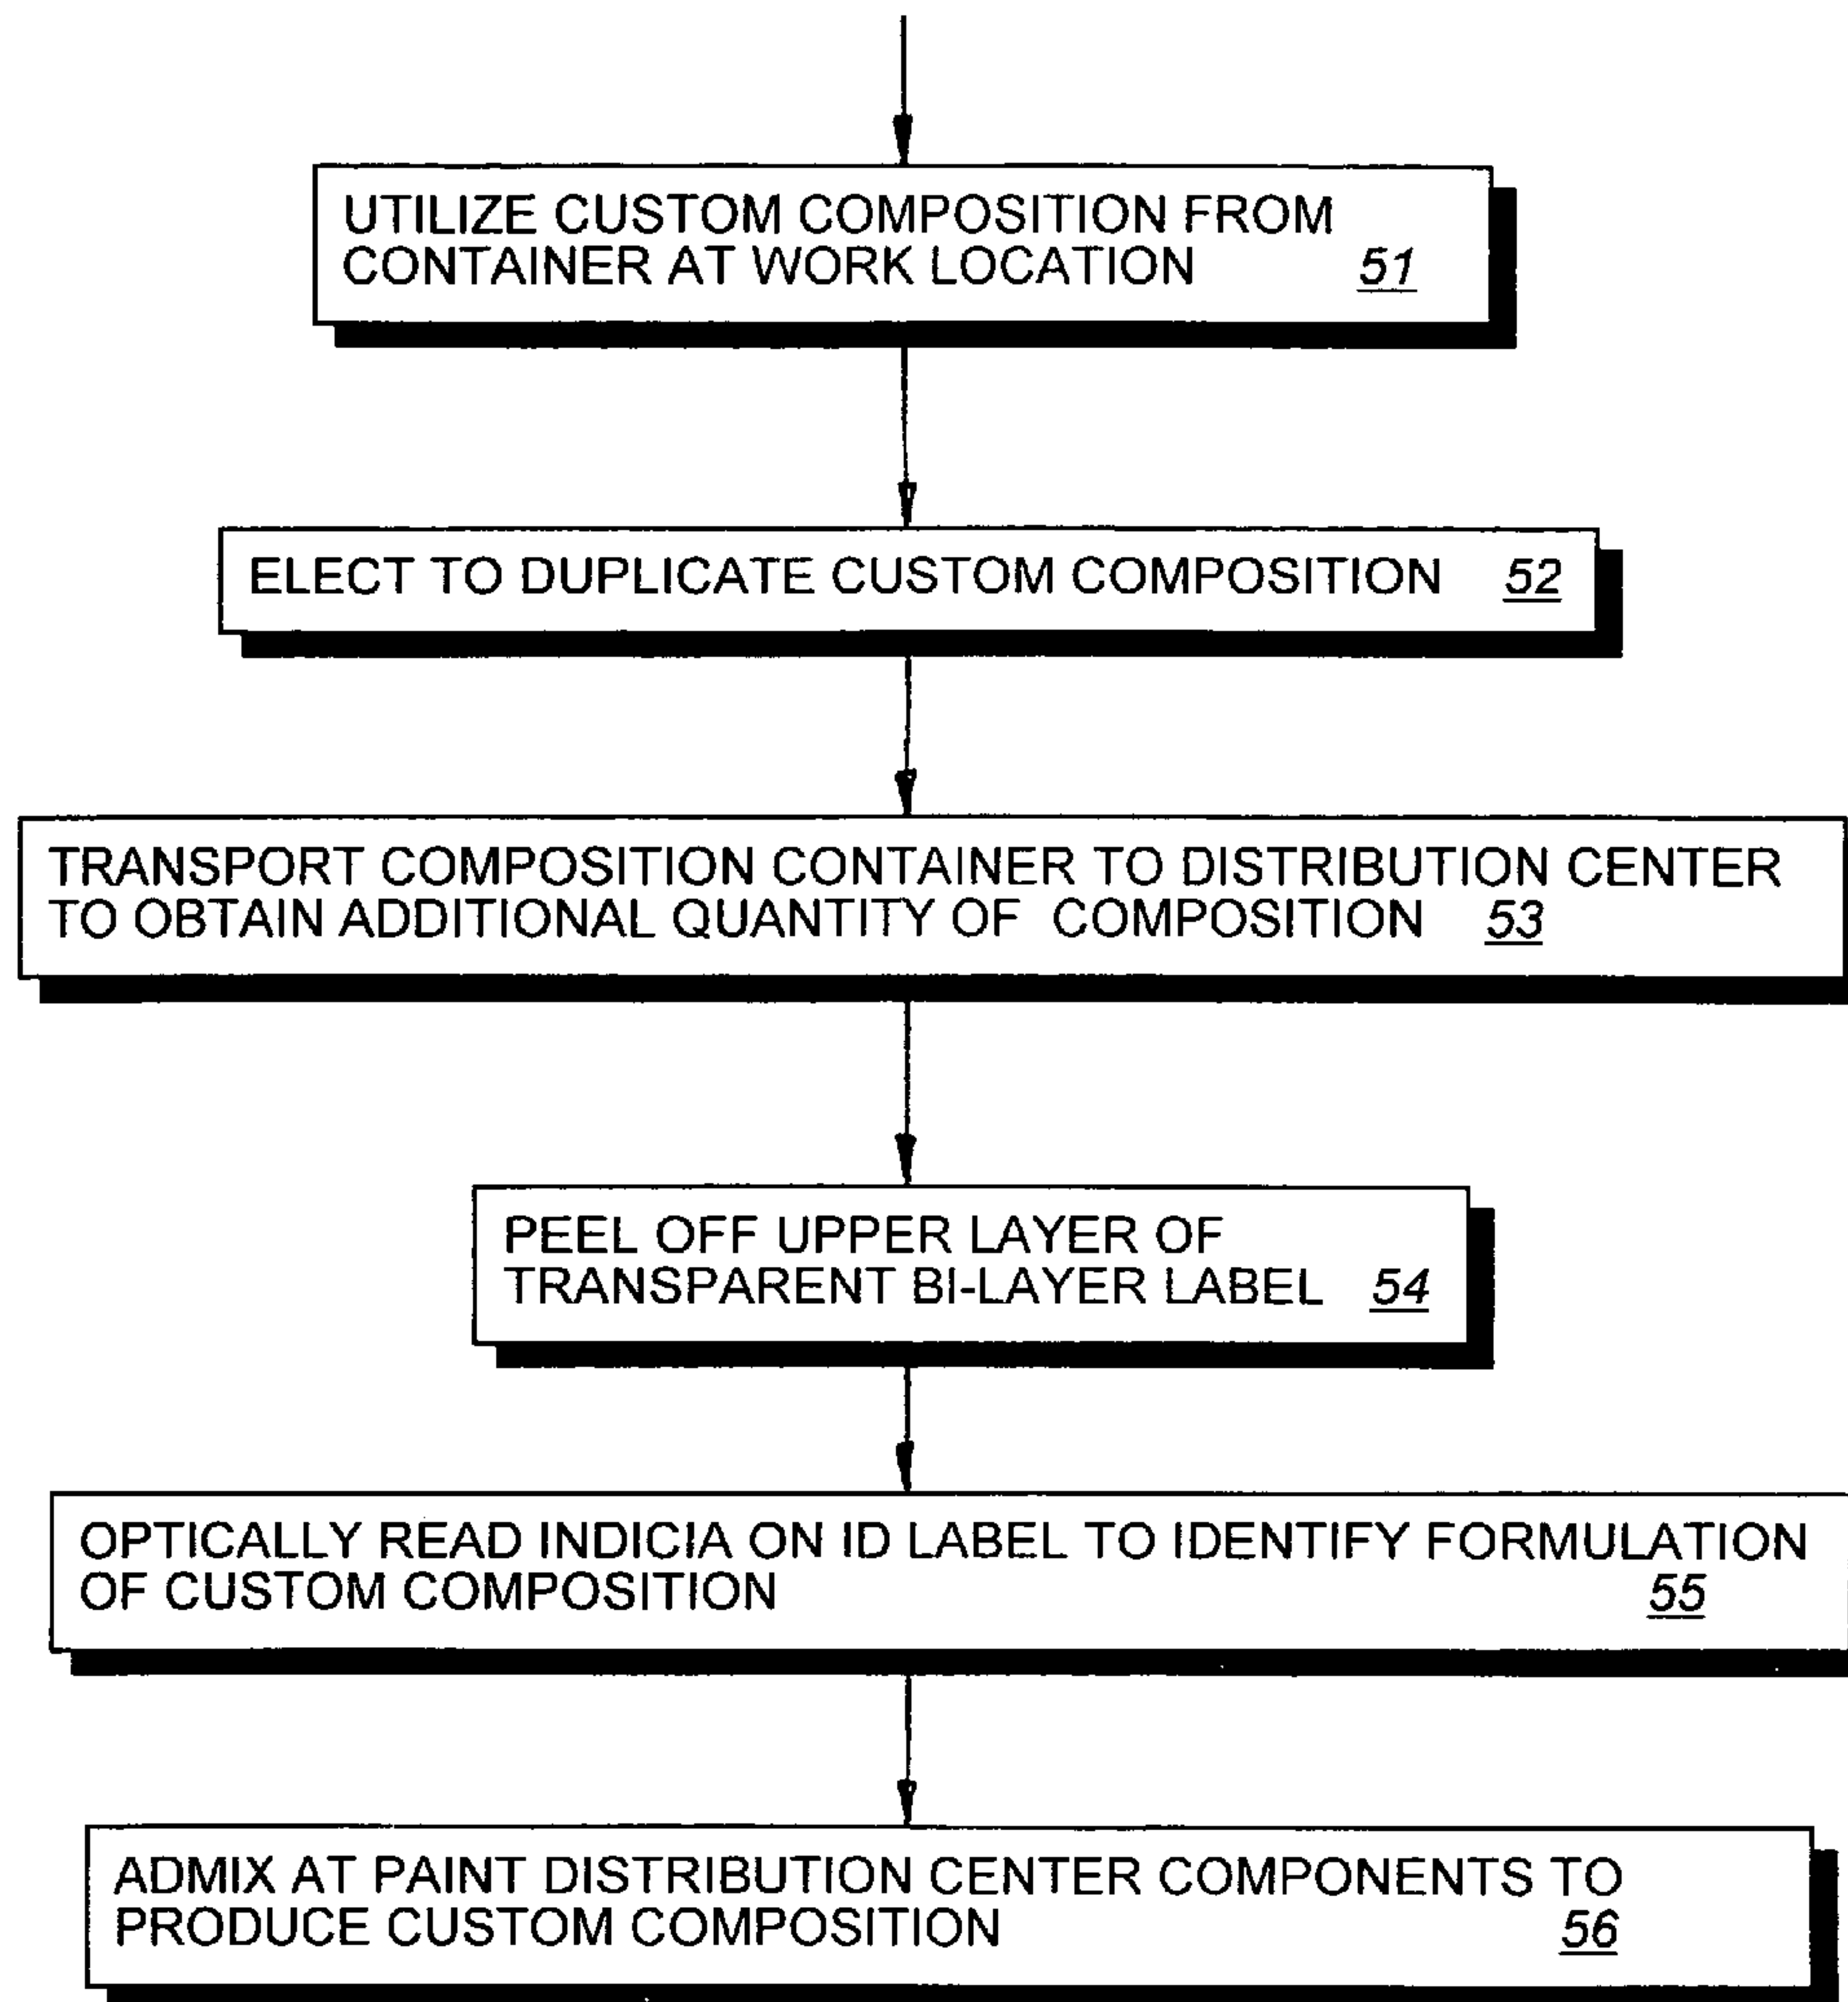 UTILIZE CUSTOM COMPOSITION FROM
CONTAINER AT WORK LOCATION 51
ELECT TO DUPLICATE CUSTOM COMPOSITION 52
TRANSPORT COMPOSITION CONTAINER TO DISTRIBUTION CENTER
TO OBTAIN ADDITIONAL QUANTITY OF COMPOSITION 53
PEEL OFF UPPER LAYER OF
TRANSPARENT BI-LAYER LABEL 54
OPTICALLY READ INDICIA ON ID LABEL TO IDENTIFY FORMULATION
OF CUSTOM COMPOSITION 55
ADMIX AT PAINT DISTRIBUTION CENTER COMPONENTS TO
PRODUCE CUSTOM COMPOSITION 56